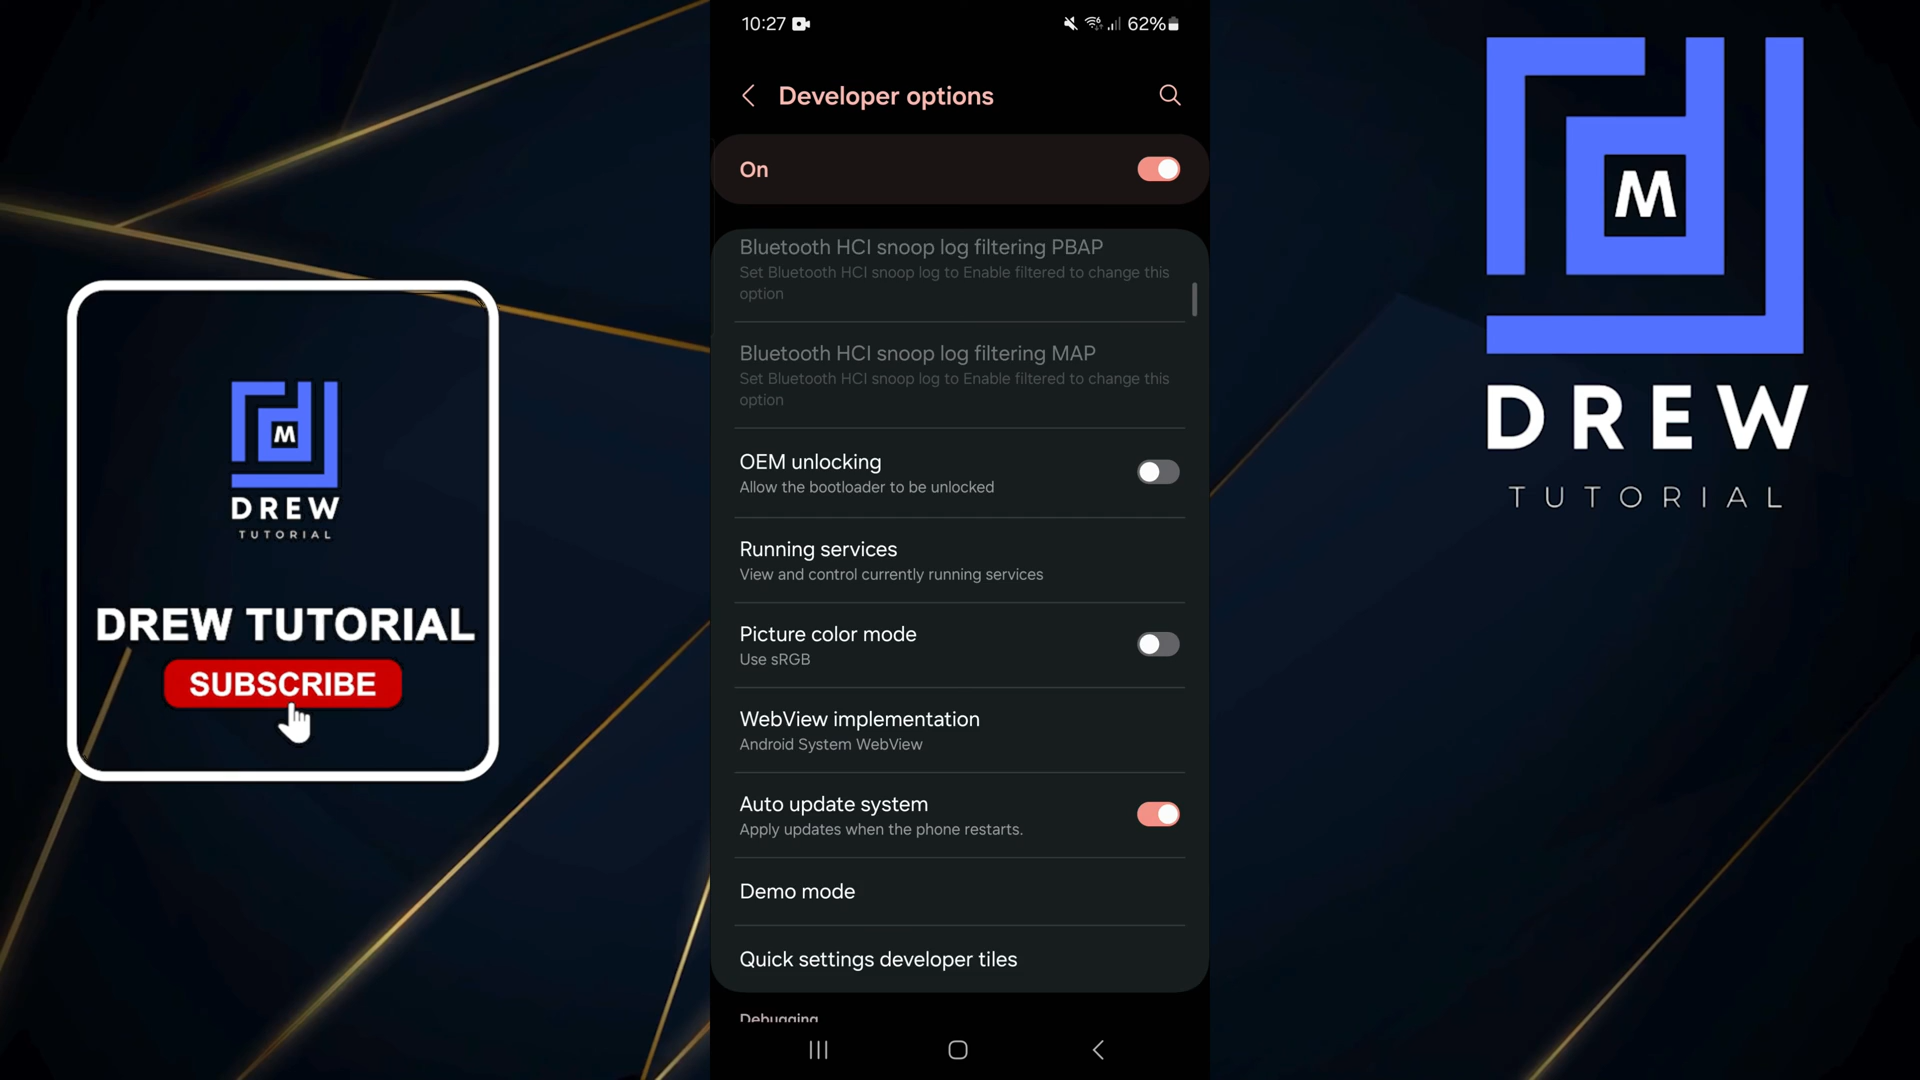 10:27
62%
Developer options
On
Bluetooth HCI snoop log filtering PBAP
Set Bluetooth HCI snoop log to Enable filtered to change this
option
Bluetooth HCI snoop log filtering MAP
Set Bluetooth HCI snoop log to Enable filtered to change this
option
OEM unlocking
Allow the bootloader to be unlocked
Running services
View and control currently running services
Picture color mode
Use sRGB
WebView implementation
Android System WebView
Auto update system
Apply updates when the phone restarts.
Demo mode
Quick settings developer tiles
Debugging
M
DREW
TUTORIAL
DREW TUTORIAL
SUBSCRIBE
M
DREW
TUTORIAL